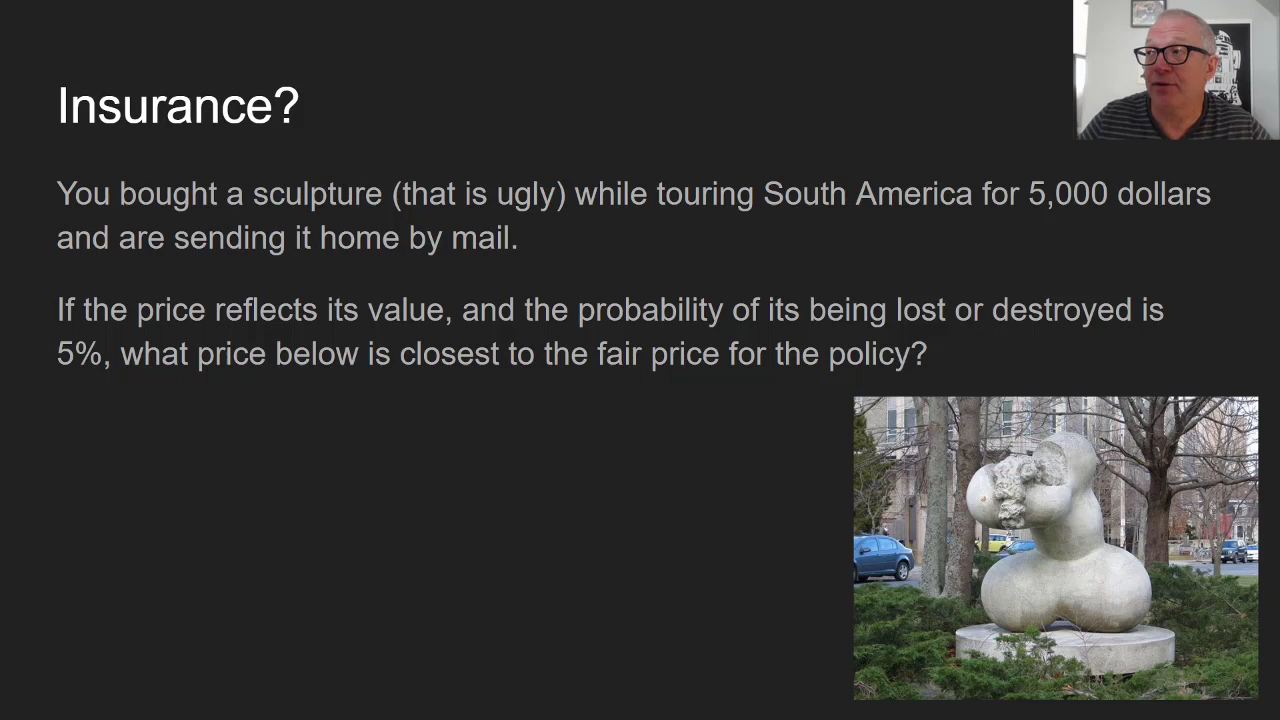 Insurance?
You bought a sculpture (that is ugly) while touring South America for 5,000 dollars
and are sending it home by mail.
If the price reflects its value, and the probability of its being lost or destroyed is
5%, what price below is closest to the fair price for the policy?